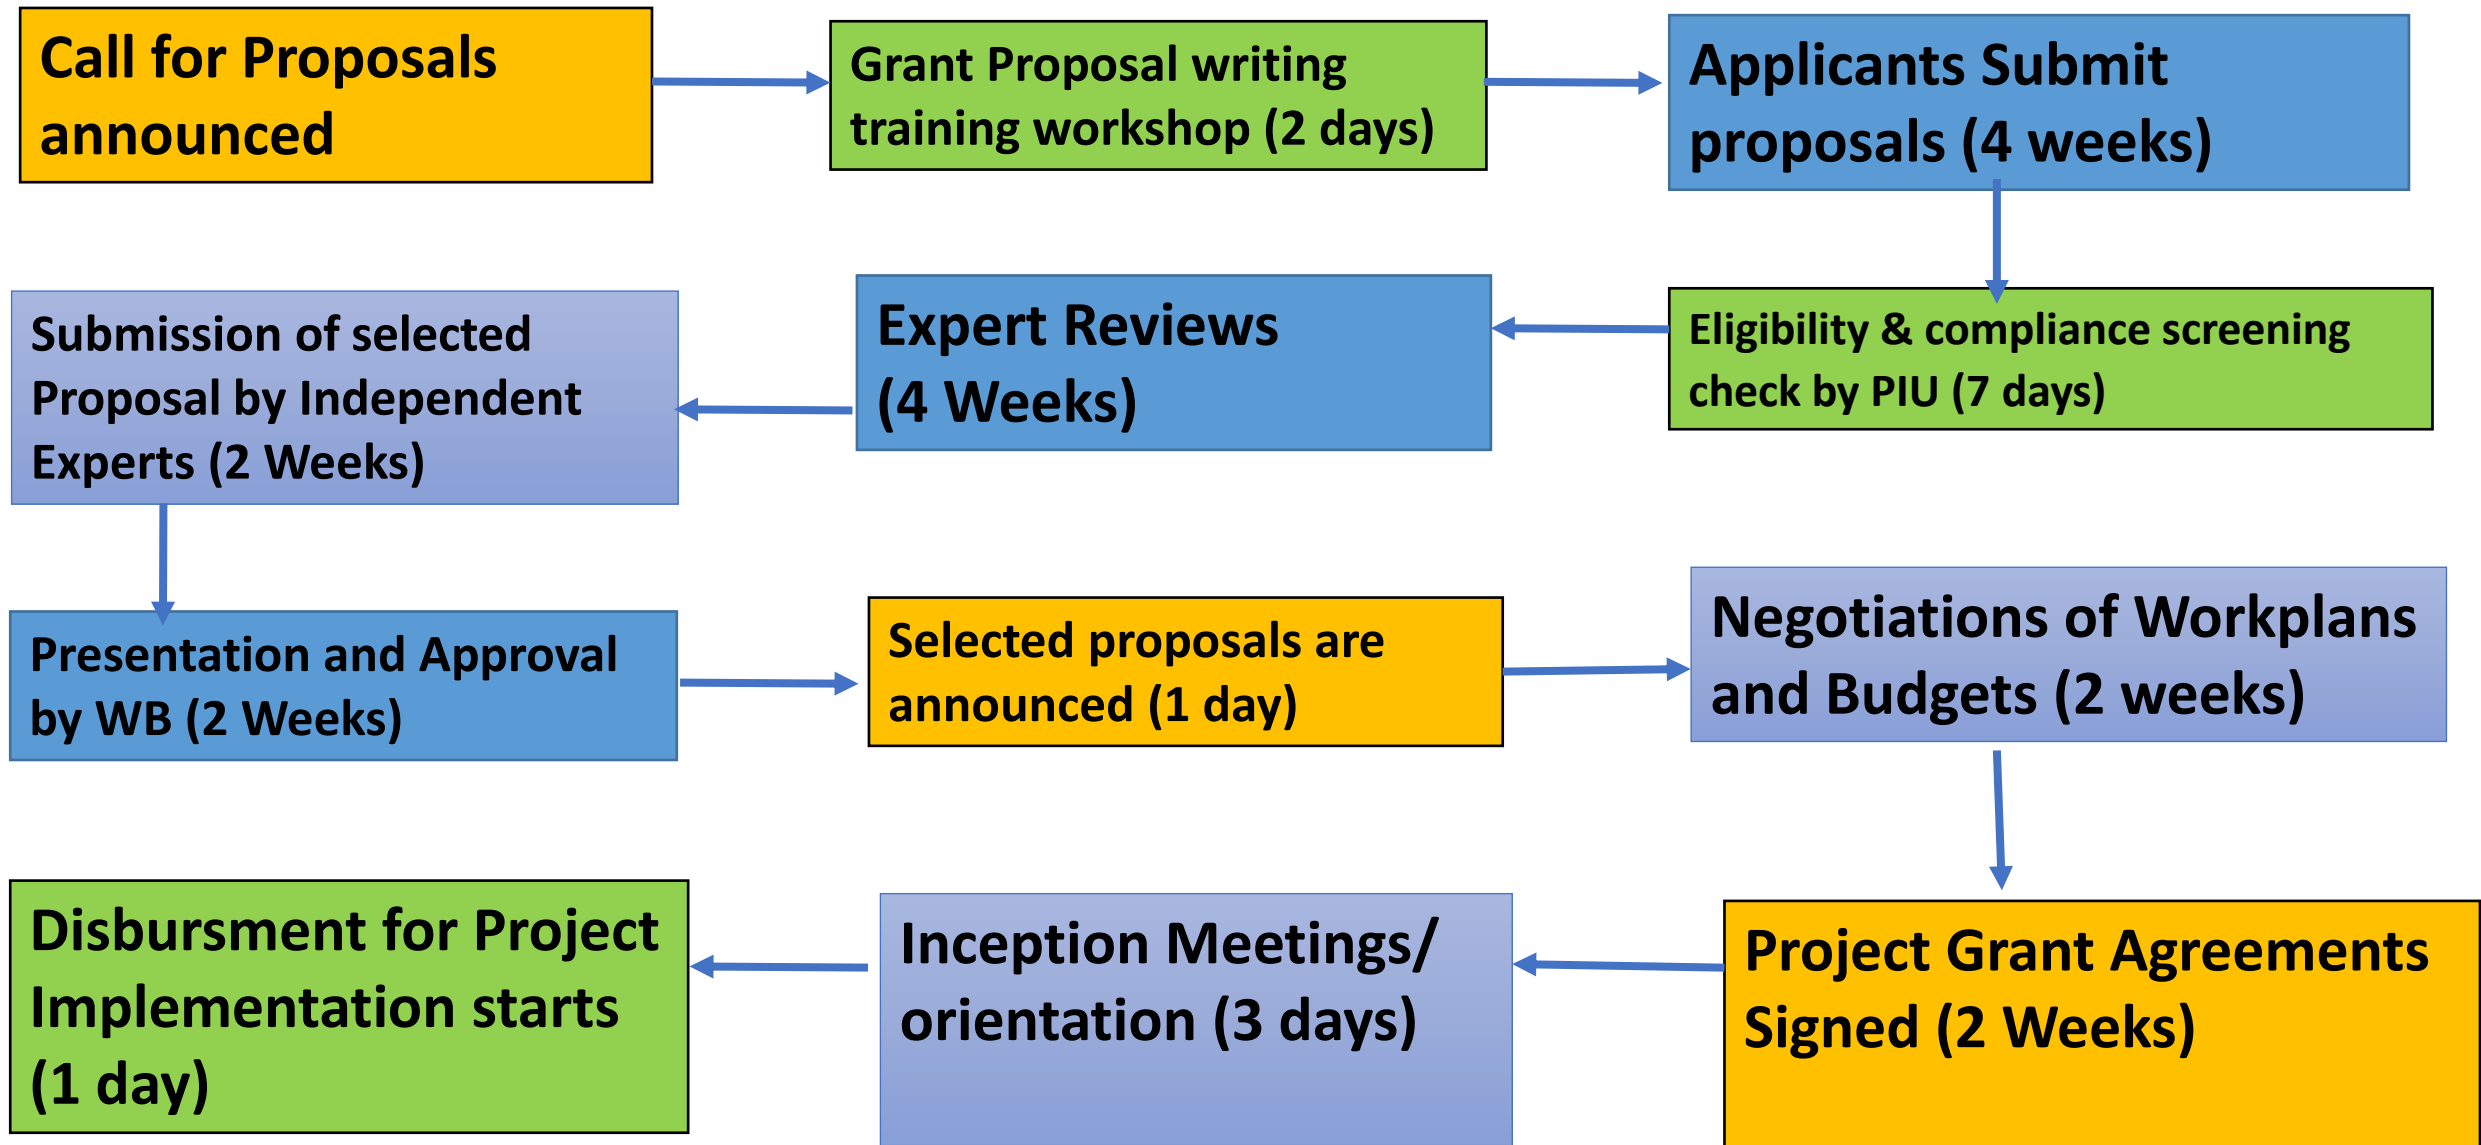 Call for Proposals
announced
Grant Proposal writing
training workshop (2 days)
Applicants Submit
proposals (4 weeks)
Eligibility & compliance screening
check by PIU (7 days)
Expert Reviews
(4 Weeks)
Submission of selected
Proposal by Independent
Experts (2 Weeks)
Presentation and Approval
by WB (2 Weeks)
Selected proposals are
announced (1 day)
Negotiations of Workplans
and Budgets (2 weeks)
Project Grant Agreements
Signed (2 Weeks)
Inception Meetings/
orientation (3 days)
Disbursment for Project
Implementation starts
(1 day)